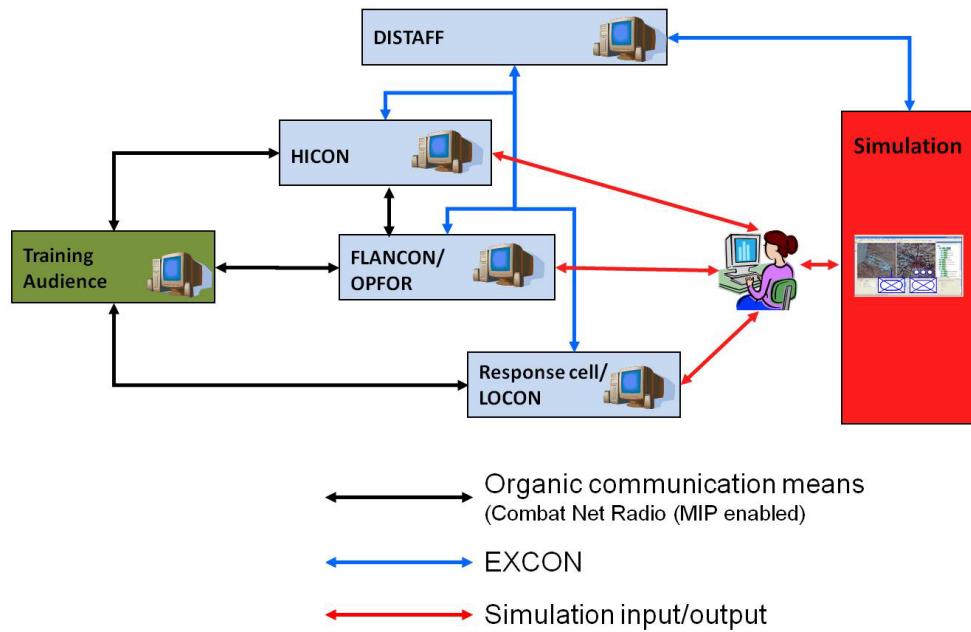 DISTAFF
HICON
Simulation
Training
Audience
FLANCON/
OPFOR
Response cell/
LOCON
Organic communication means
(Combat Net Radio (MIP enabled)
EXCON
Simulation input/output